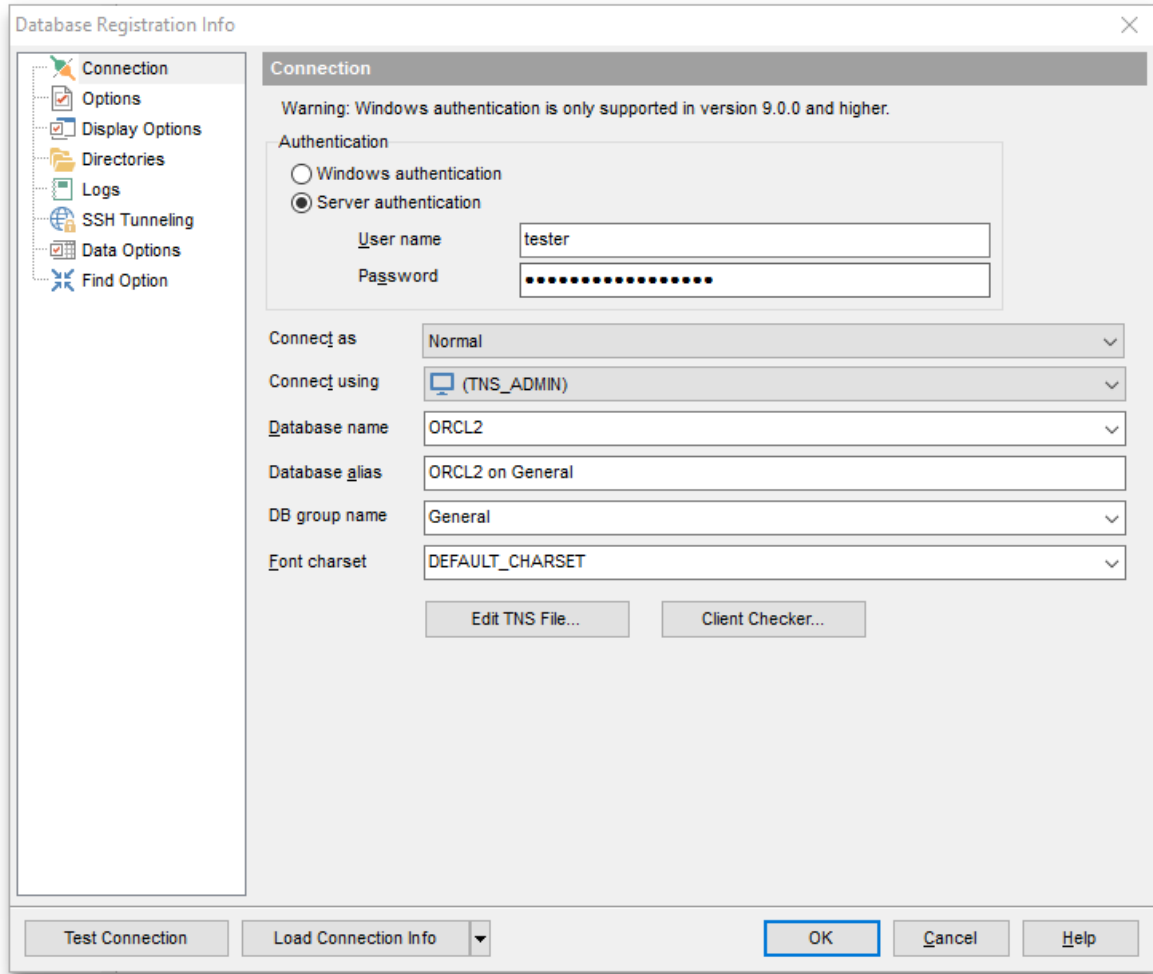 Database Registration Info
Connection
Options
Display Options
Directories
Logs
SSH Tunneling
Data Options
Find Option
Connection
Warning: Windows authentication is only supported in version 9.0.0 and higher.
Authentication
Windows authentication
Server authentication
User name tester
Password •••••••••••••••••
Connect as Normal
Connect using (TNS_ADMIN)
Database name ORCL2
Database alias ORCL2 on General
DB group name General
Font charset DEFAULT_CHARSET
Edit TNS File... Client Checker...
Test Connection Load Connection Info OK Cancel Help